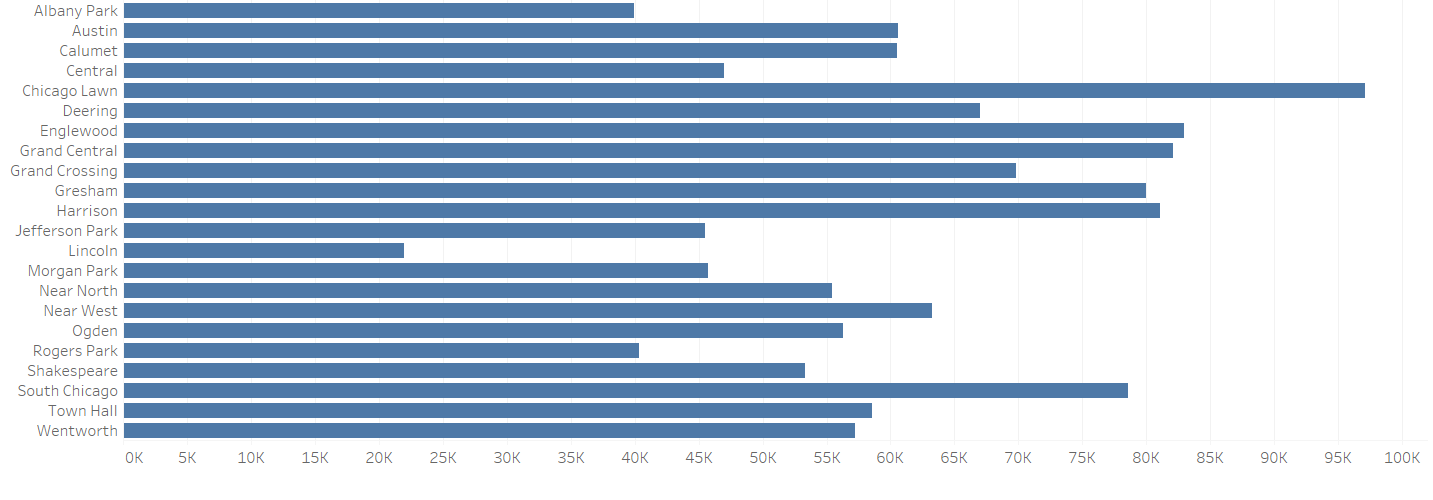 Albany Park
Austin
Calumet
Central
Chicago Lawn
Deering
Englewood
Grand Central
Grand Crossing
Gresham
Harrison
Jefferson Park
Lincoln
Morgan Park
Near North
Near West
Ogden
Rogers Park
Shakespeare
South Chicago
Town Hall
Wentworth
0K 5K 10K 15K 20K 25K 30K 35K 40K 45K 50K 55K 60K 65K 70K 75K 80K 85K 90K 95K 100K